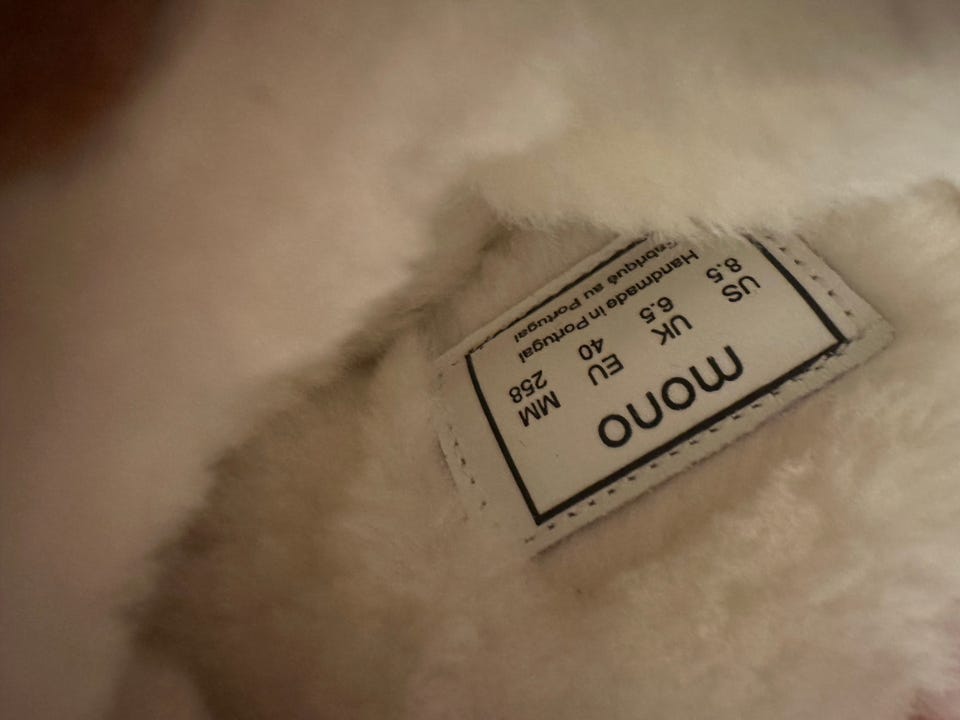 mono
US UK EU MM
8.5 6.5 40 258
Handmade in Portugal
Fabriqué au Portugal